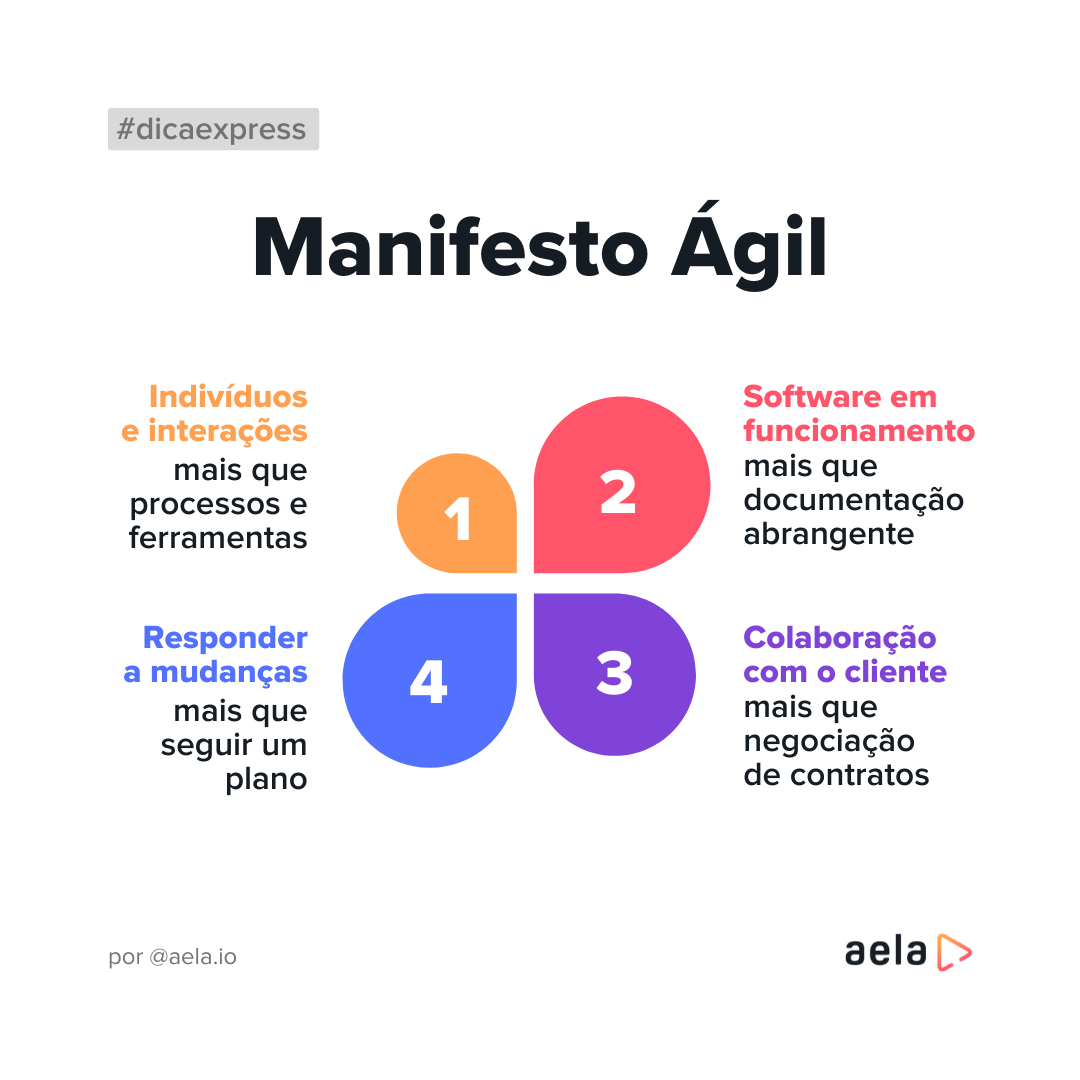 #dicaexpress
Manifesto Ágil
Indivíduos
e interações
mais que
processos e
ferramentas
1
2
Software em
funcionamento
mais que
documentação
abrangente
Responder
a mudanças
mais que
seguir um
plano
4
3
Colaboração
com o cliente
mais que
negociação
de contratos
por @aela.io
aela